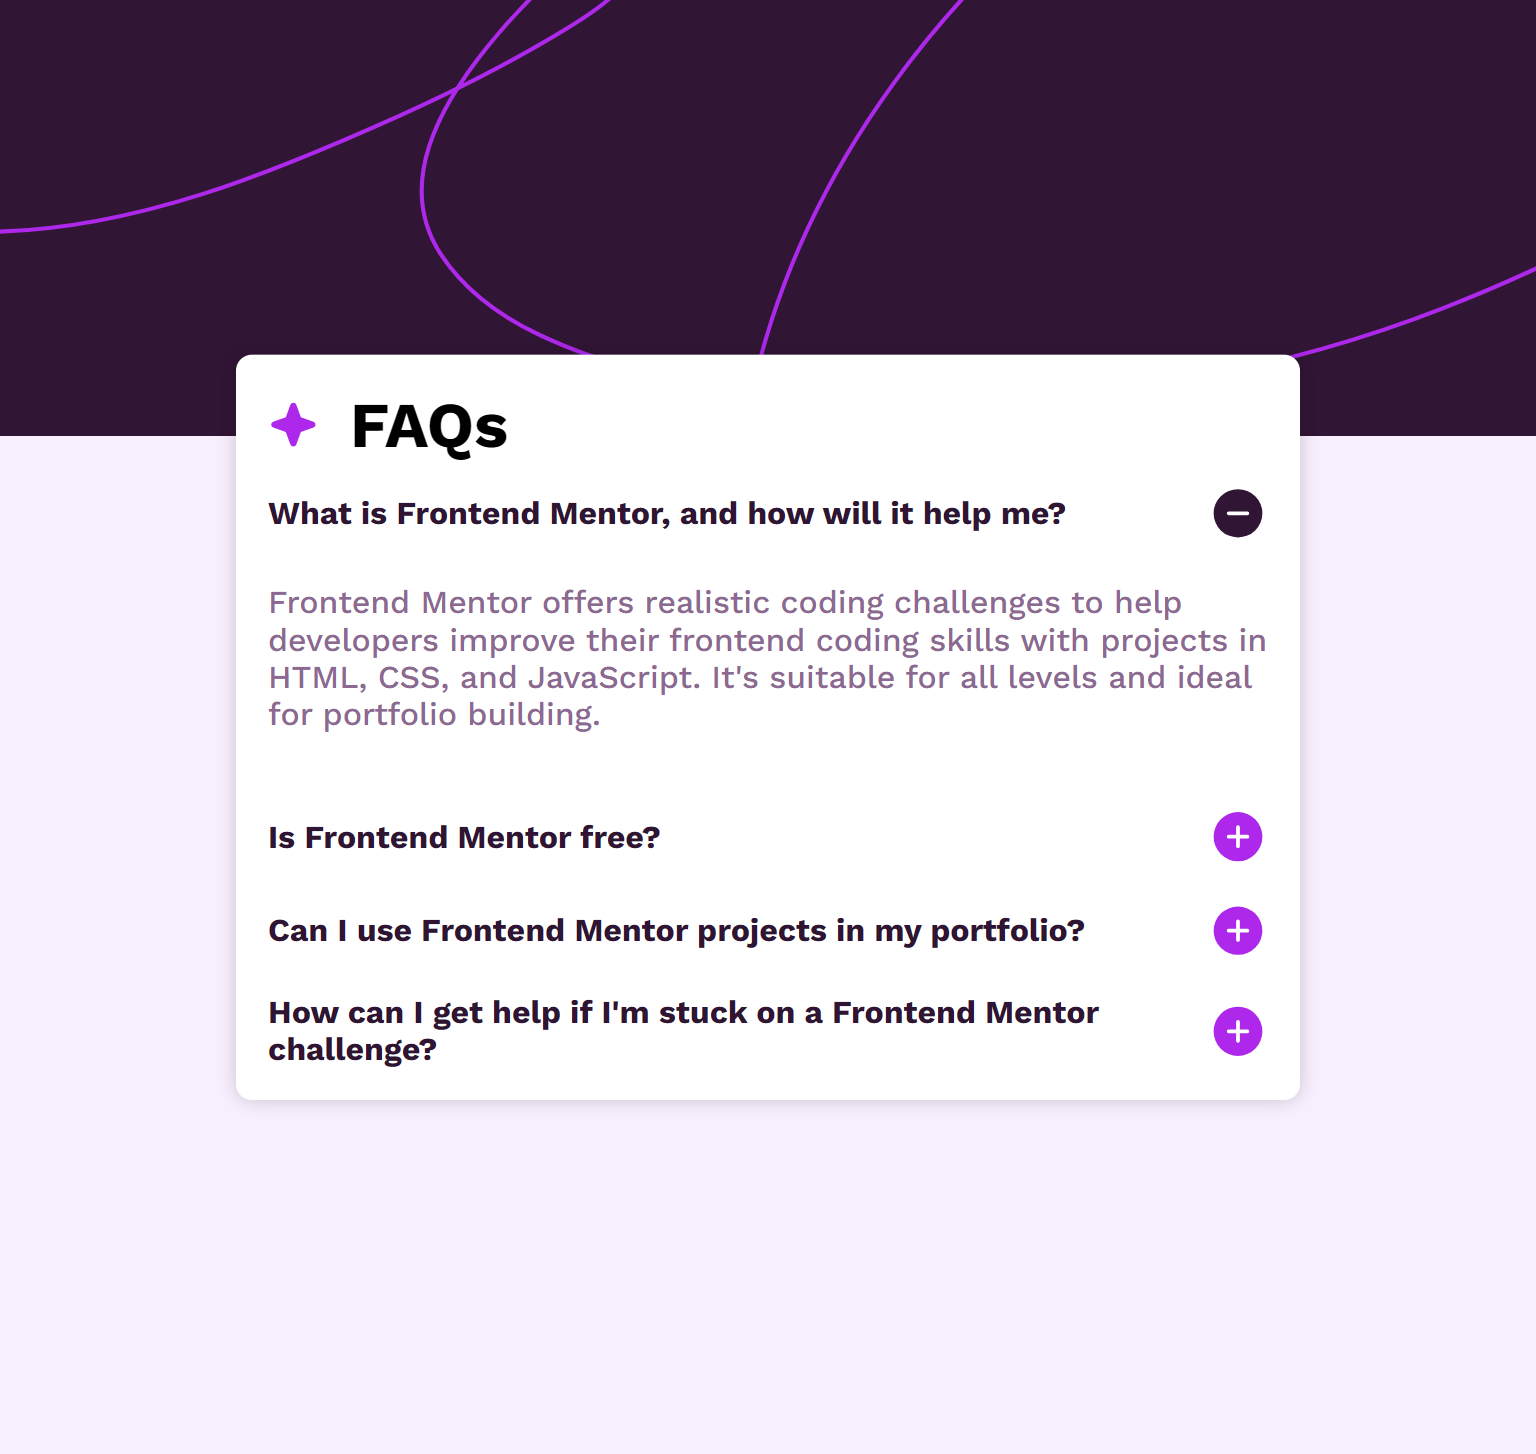 FAQs
What is Frontend Mentor, and how will it help me?
Frontend Mentor offers realistic coding challenges to help
developers improve their frontend coding skills with projects in
HTML, CSS, and JavaScript. It's suitable for all levels and ideal
for portfolio building.
Is Frontend Mentor free?
Can I use Frontend Mentor projects in my portfolio?
How can I get help if I'm stuck on a Frontend Mentor
challenge?